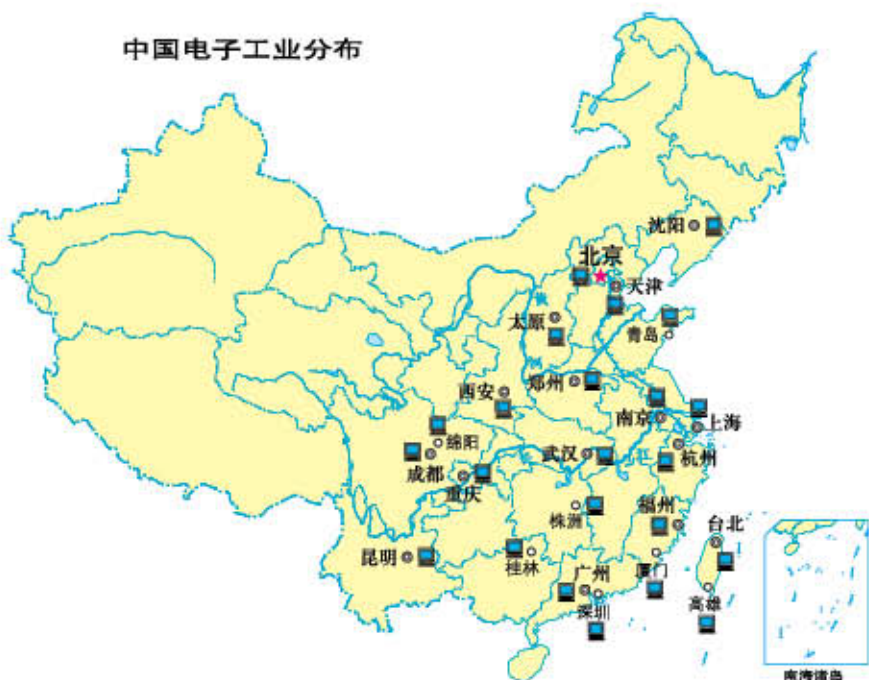 中国电子工业分布
沈阳
北京
天津
黄
太原
青岛
河
郑州
西安
南京
上海
绵阳
武汉
江
杭州
成都
重庆
株洲
福州
台北
昆明
桂林
厦门
广州
高雄
深圳
南海诸岛